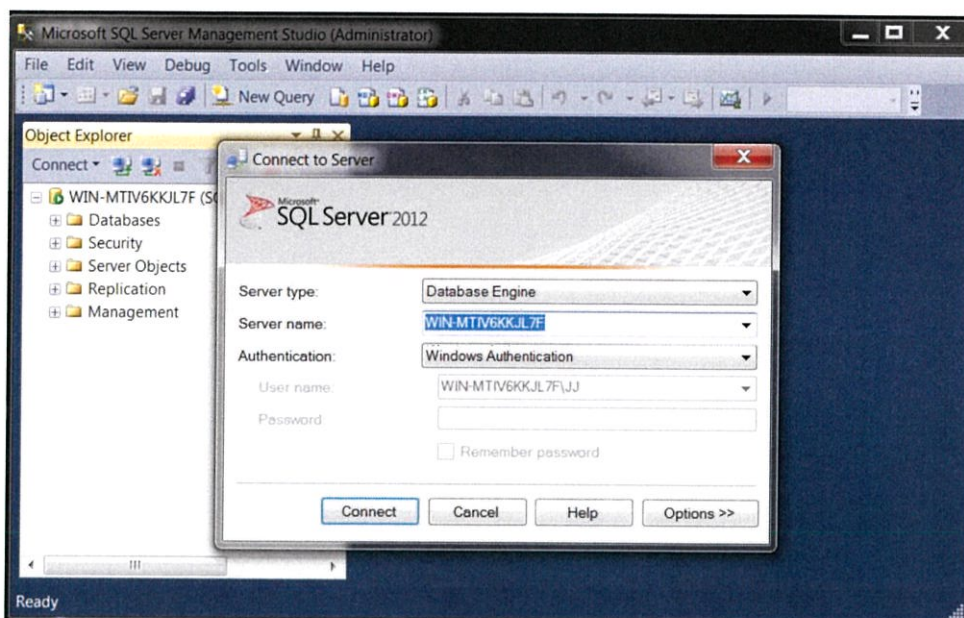 Microsoft SQL Server Management Studio (Administrator)
File Edit View Debug Tools Window Help
New Query
Object Explorer
Connect
WIN-MTIV6KKJL7F (SQ
Databases
Security
Server Objects
Replication
Management
Connect to Server
Microsoft
SQL Server 2012
Server type: Database Engine
Server name: WIN-MTIV6KKJL7F
Authentication: Windows Authentication
User name: WIN-MTIV6KKJL7F\JJ
Password
Remember password
Connect Cancel Help Options >>
Ready